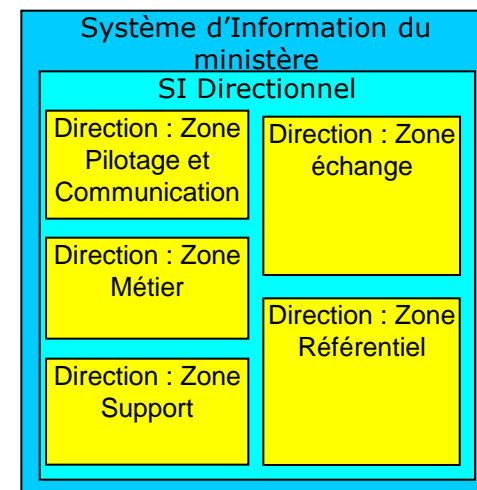 Système d’Information du
ministère
SI Directionnel
Direction : Zone
Pilotage et
Communication
Direction : Zone
Métier
Direction : Zone
Support
Direction : Zone
échange
Direction : Zone
Référentiel